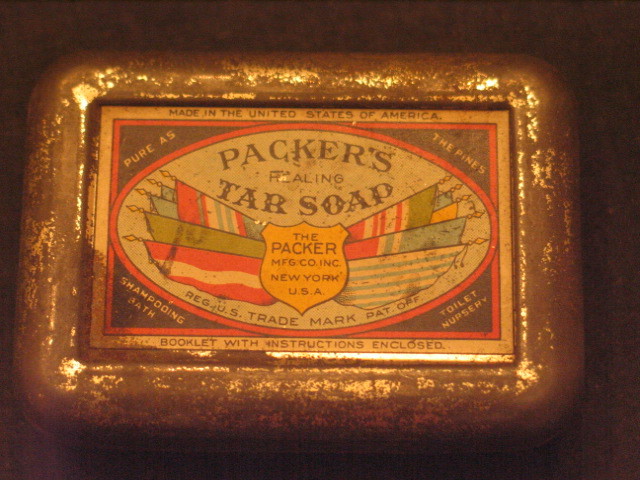 MADE IN THE UNITED STATES OF AMERICA.
PURE AS
THE PINES
PACKER'S
HEALING
TAR SOAP
THE
PACKER
MFG. CO. INC.
NEW YORK
U.S.A.
REG. U.S. TRADE MARK PAT. OFF.
SHAMPOOING
BATH
TOILET
NURSERY
BOOKLET WITH INSTRUCTIONS ENCLOSED.